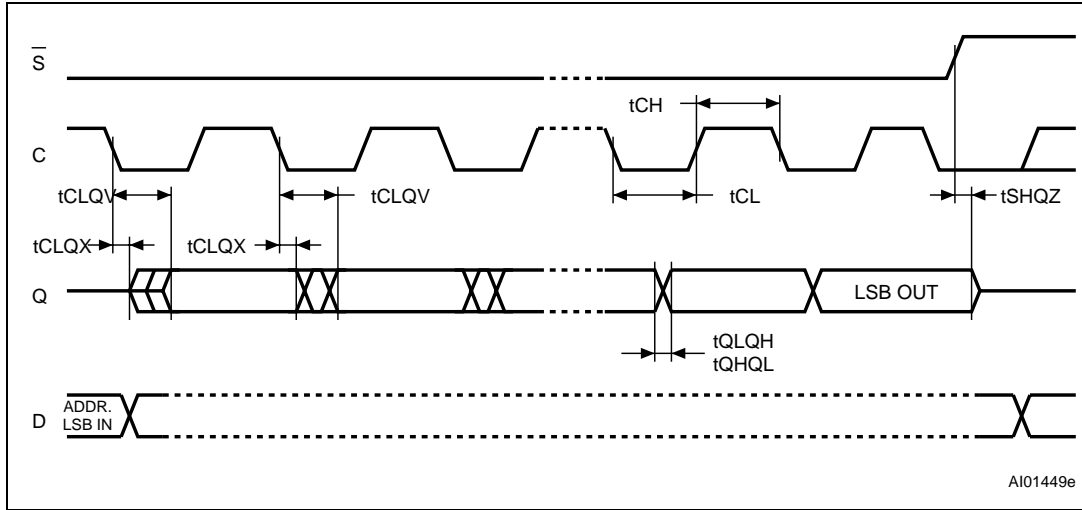 S
tCH
C
tCLQV
tCLQV
tCL
tSHQZ
tCLQX
tCLQX
Q
LSB OUT
tQLQH
tQHQL
ADDR.
D
LSB IN
AI01449e